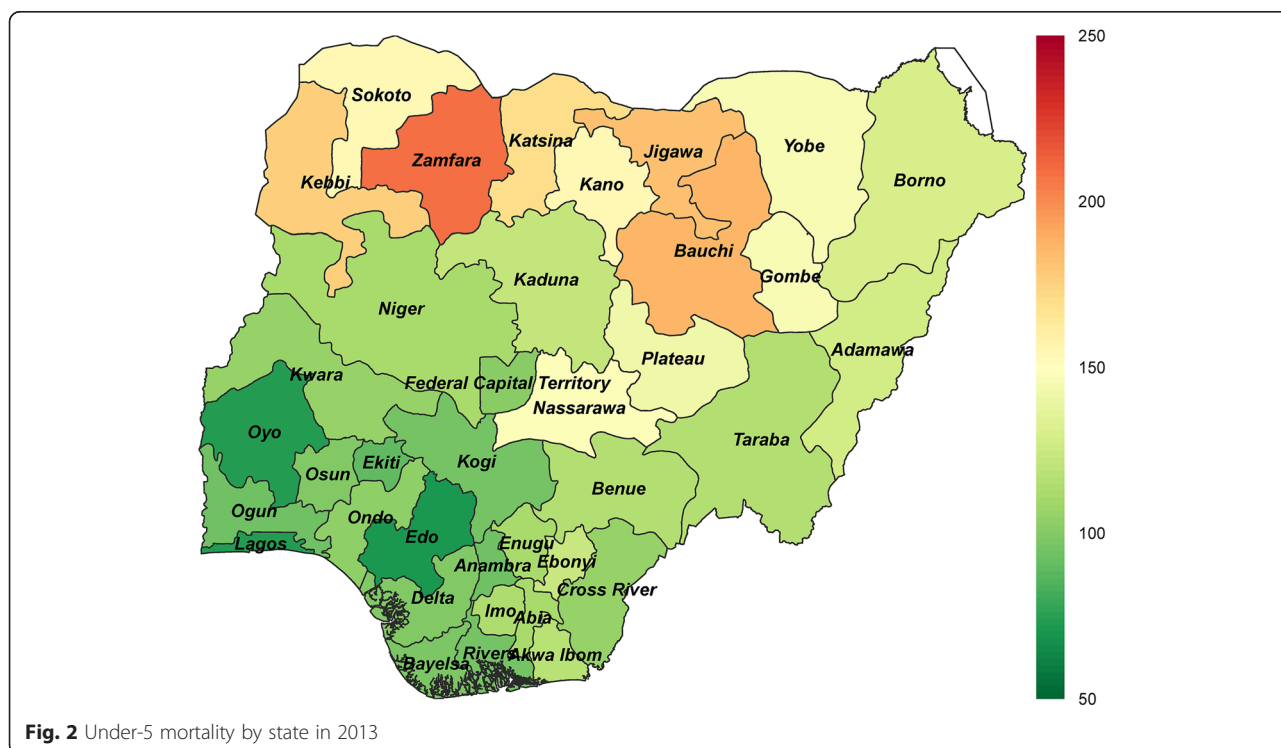 250
Sokoto
Katsina
Zamfara
Jigawa
Yobe
Kebbi
Kano
Borno
200
Bauchi
Gombe
Kaduna
Niger
Adamawa
Plateau
150
Kwara
Federal Capital Territory
Nassarawa
Oyo
Taraba
Osun
Ekiti
Kogi
Benue
Ogun
Ondo
Edo
100
Lagos
Enugu
Anambra
Ebonyi
Cross River
Delta
Imo
Abia
Bayelsa
Rivers
Akwa Ibom
50
Fig. 2 Under-5 mortality by state in 2013